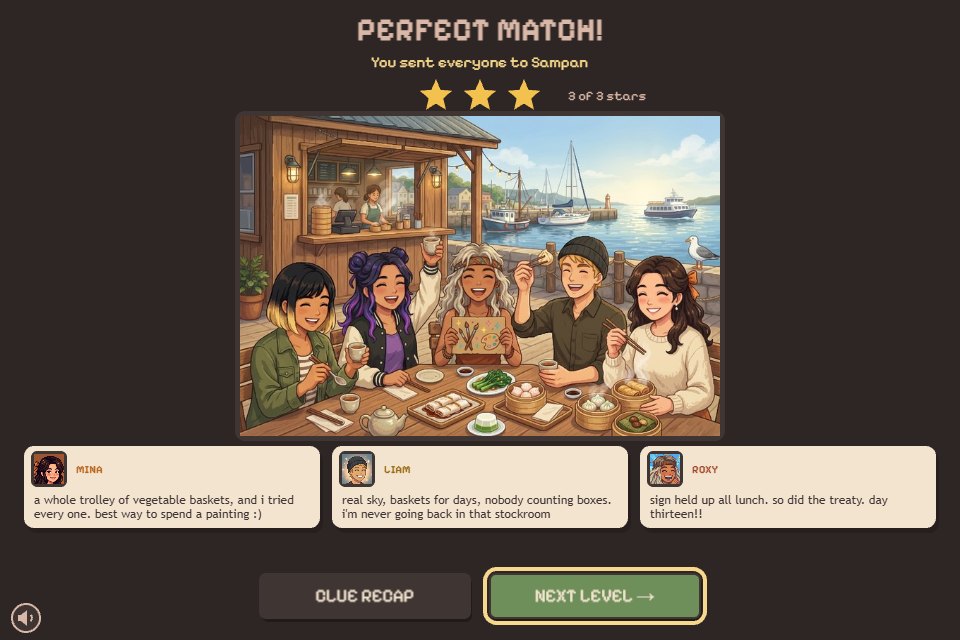 PERFECT MATCH!
You sent everyone to Sampan
3 of 3 stars
MINA
a whole trolley of vegetable baskets, and i tried
every one. best way to spend a painting :)
LIAM
real sky, baskets for days, nobody counting boxes.
i'm never going back in that stockroom
ROXY
sign held up all lunch. so did the treaty. day
thirteen!!
CLUE RECAP
NEXT LEVEL →